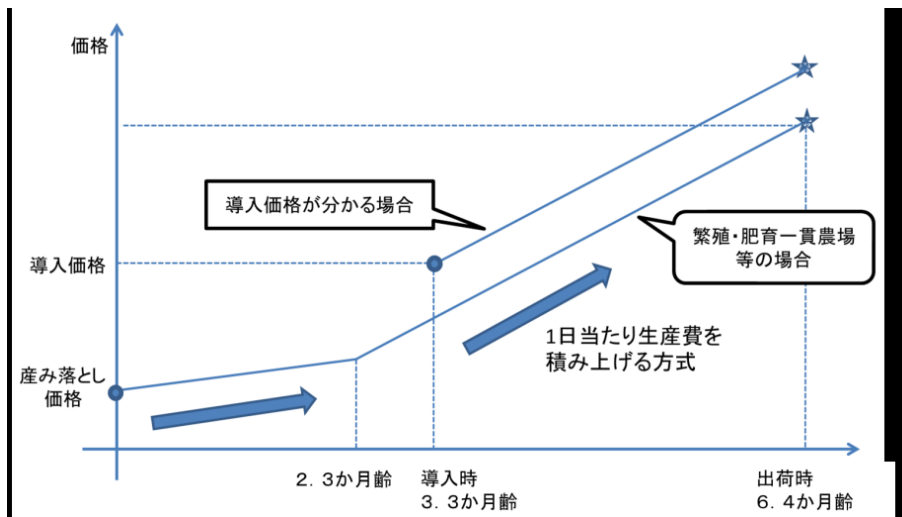 価格
導入価格が分かる場合
繁殖・肥育一貫農場
等の場合
導入価格
1日当たり生産費を
積み上げる方式
産み落とし
価格
２．３か月齢
導入時
３．３か月齢
出荷時
６．４か月齢